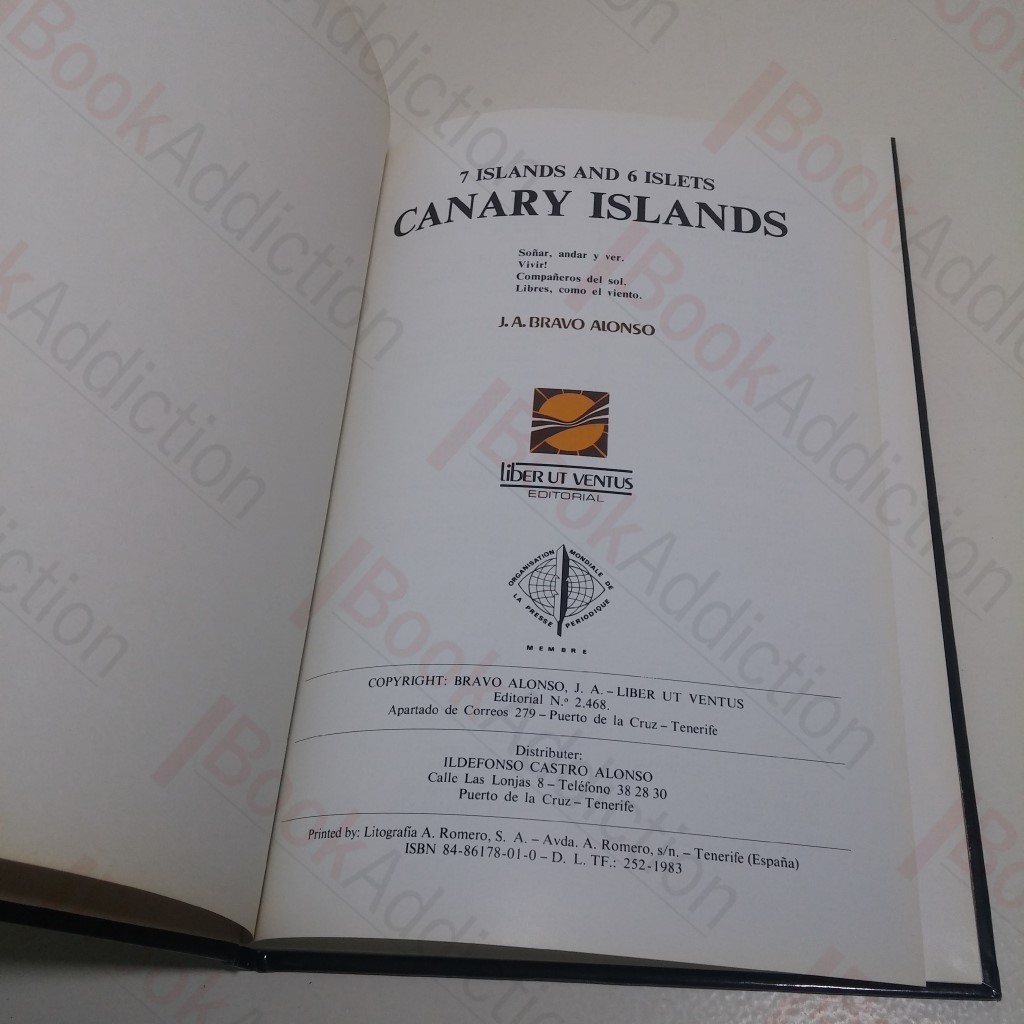 7 ISLANDS AND 6 ISLETS
CANARY ISLANDS
Soñar, andar y ver.
Vivir!
Compañeros del sol.
Libres, como el viento.
J. A. BRAVO ALONSO
LIBER UT VENTUS
EDITORIAL
ORGANISATION MONDIALE DE
LA PRESSE PERIODIQUE
MEMBRE
COPYRIGHT: BRAVO ALONSO, J. A. – LIBER UT VENTUS
Editorial N.º 2.468.
Apartado de Correos 279 – Puerto de la Cruz – Tenerife
Distributer:
ILDEFONSO CASTRO ALONSO
Calle Las Lonjas 8 – Teléfono 38 28 30
Puerto de la Cruz – Tenerife
Printed by: Litografía A. Romero, S. A. – Avda. A. Romero, s/n. – Tenerife (España)
ISBN 84-86178-01-0 – D. L. TF.: 252-1983
BookAddiction